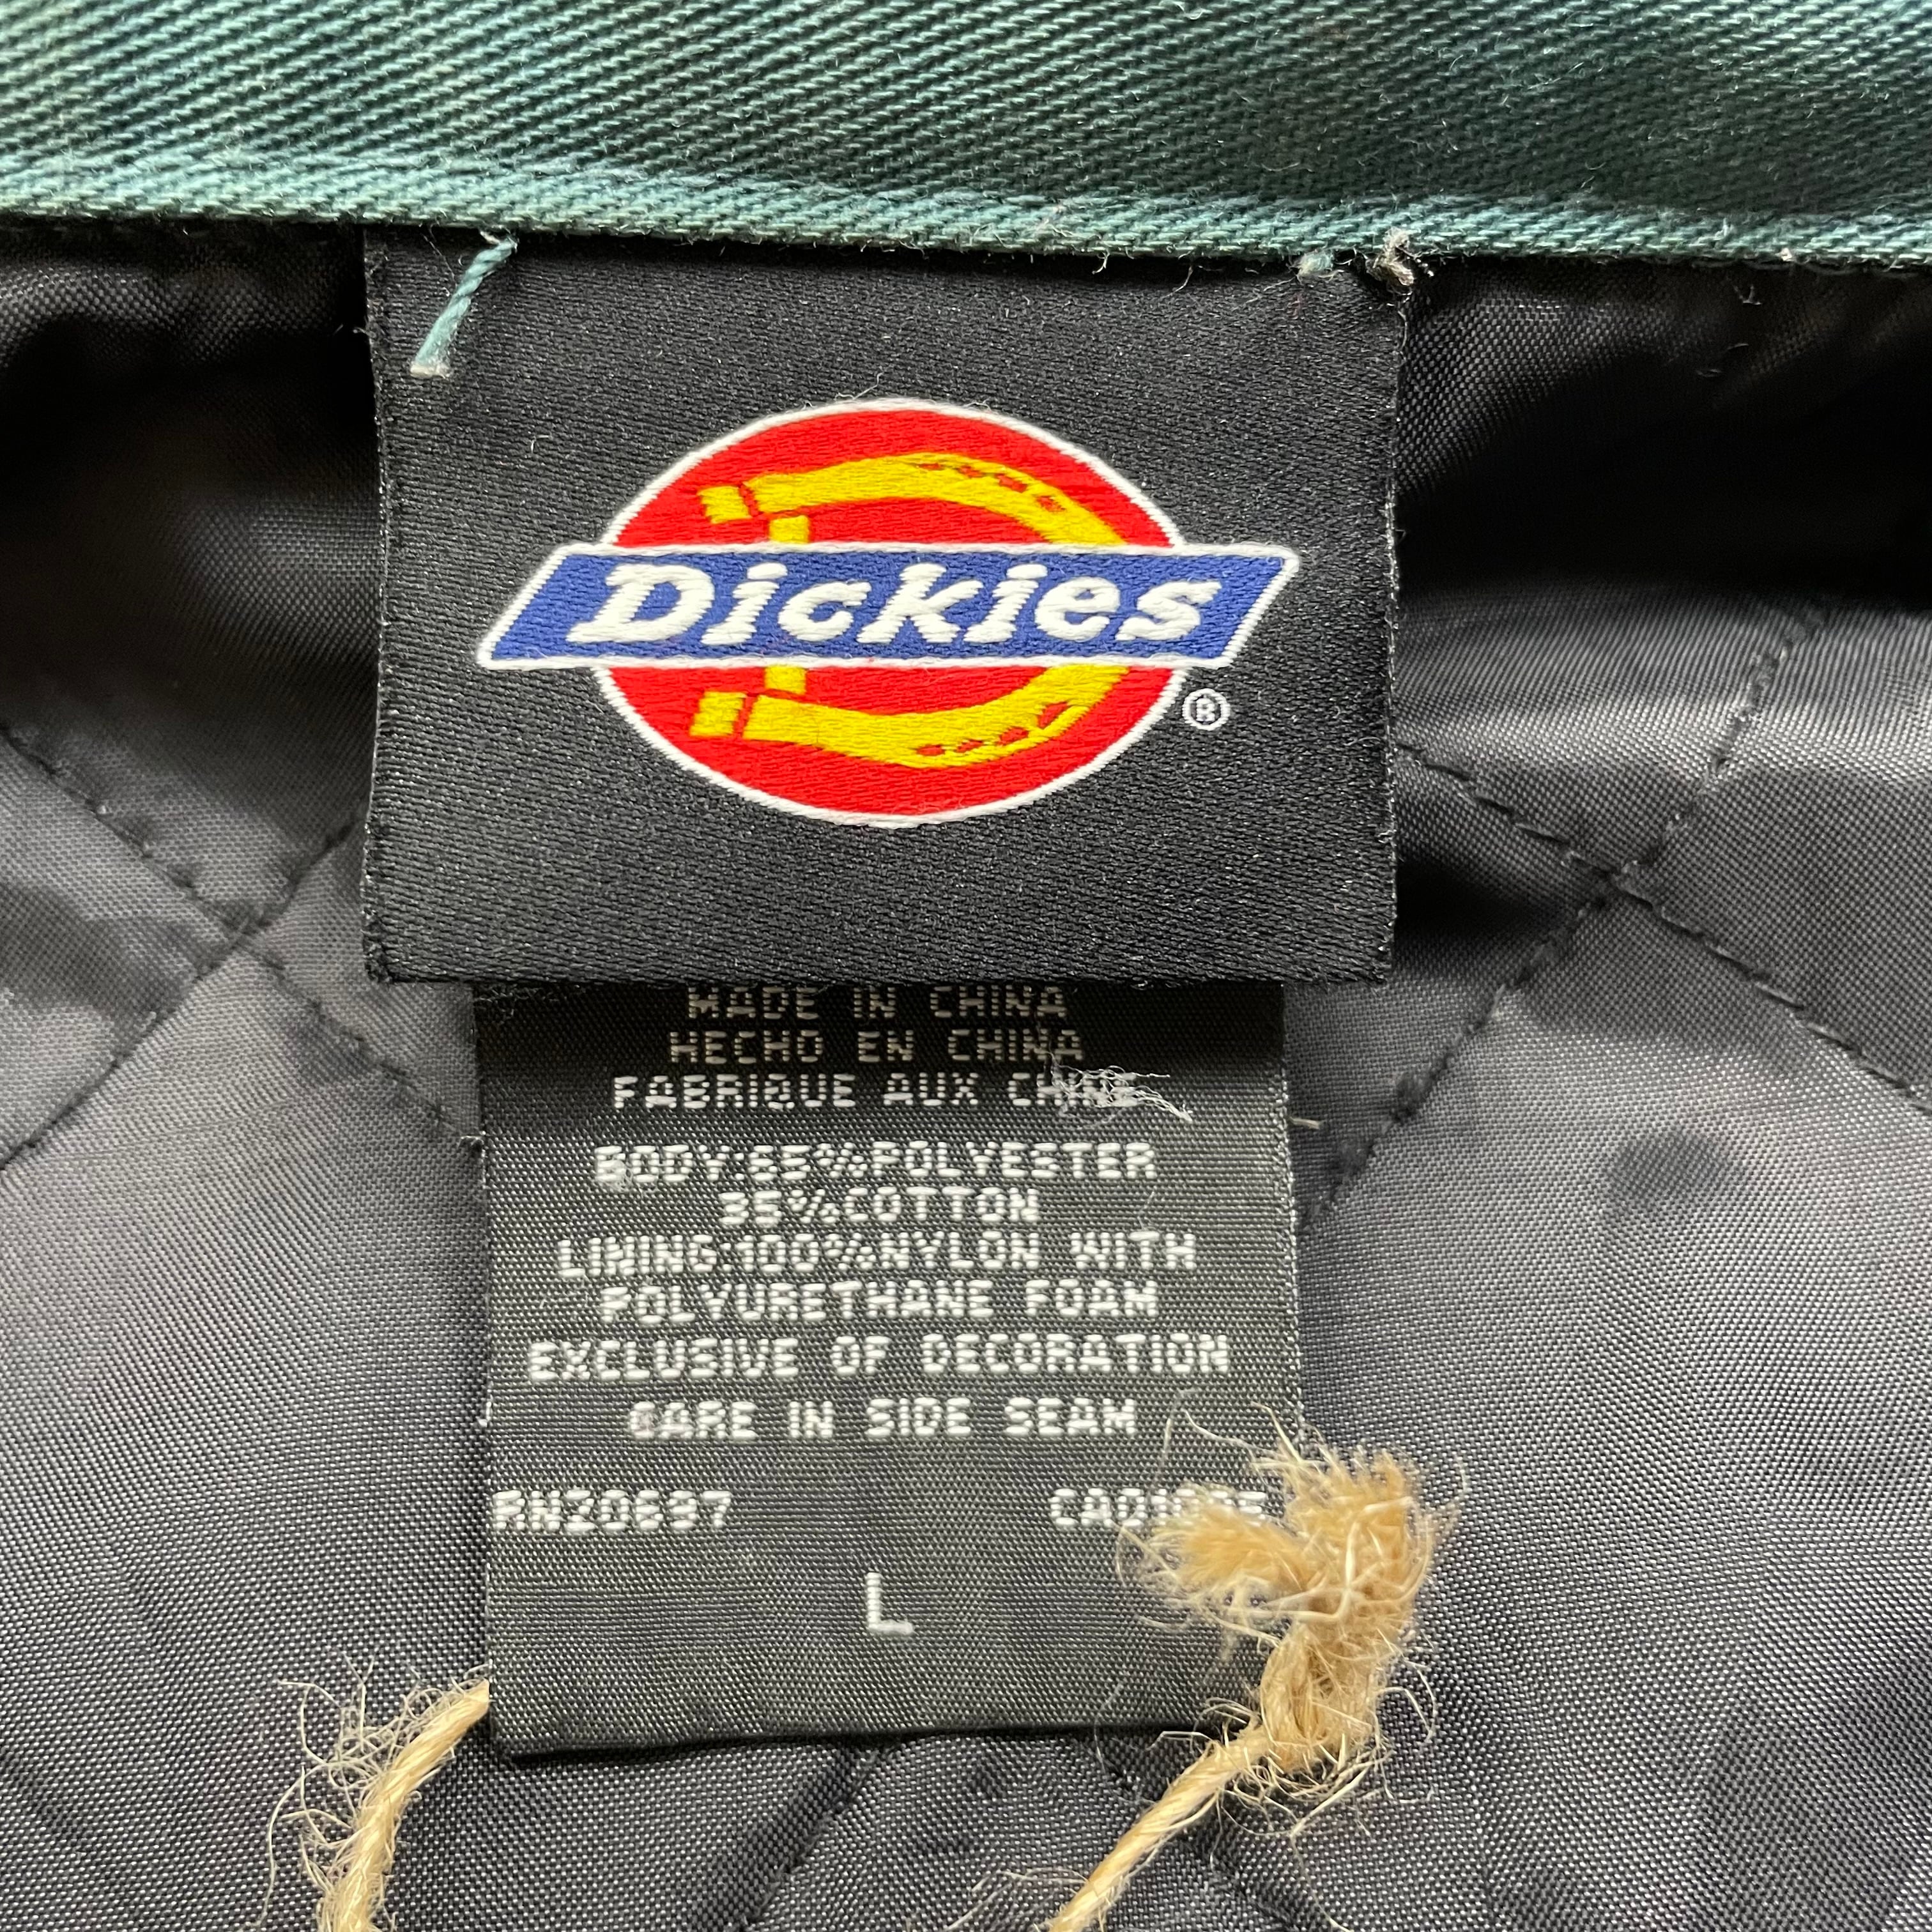 Dickies
®
MADE IN CHINA
HECHO EN CHINA
FABRIQUE AUX CHINE
BODY:65%POLYESTER
35%COTTON
LINING:100%NYLON WITH
POLYURETHANE FOAM
EXCLUSIVE OF DECORATION
CARE IN SIDE SEAM
RN20697
L